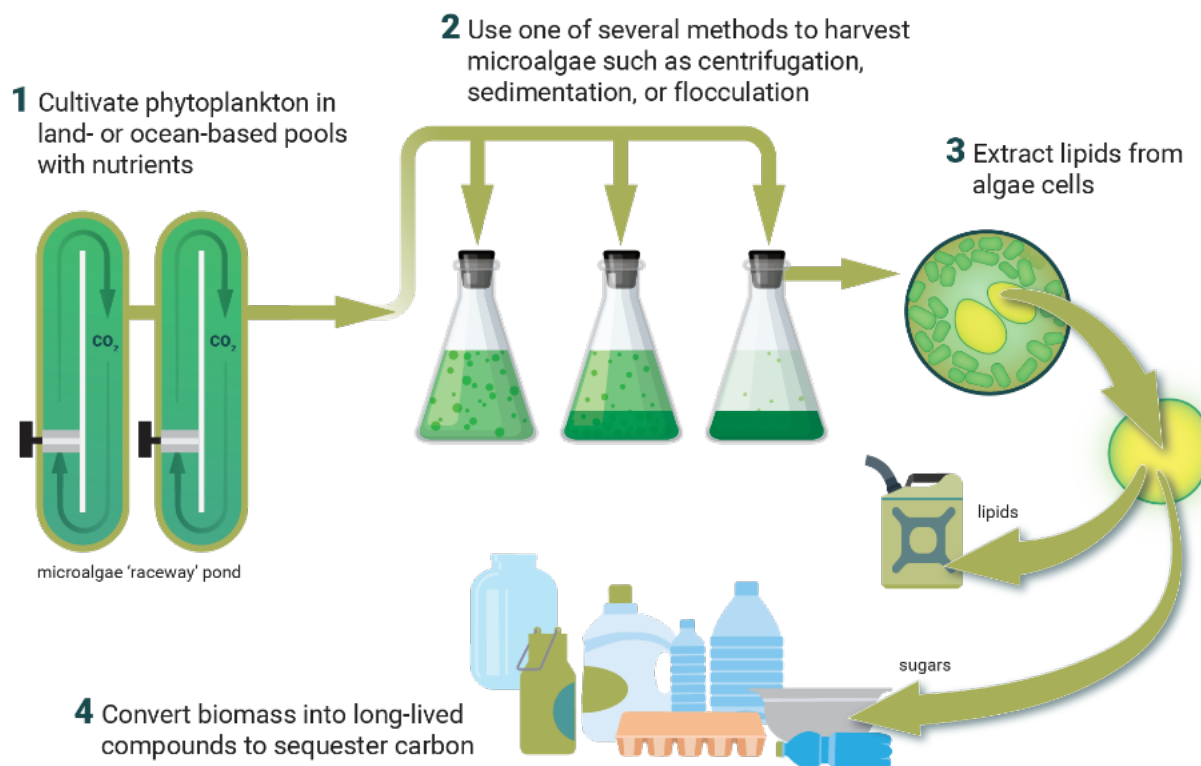 1 Cultivate phytoplankton in
land- or ocean-based pools
with nutrients
2 Use one of several methods to harvest
microalgae such as centrifugation,
sedimentation, or flocculation
3 Extract lipids from
algae cells
CO₂
CO₂
microalgae ‘raceway’ pond
lipids
sugars
4 Convert biomass into long-lived
compounds to sequester carbon